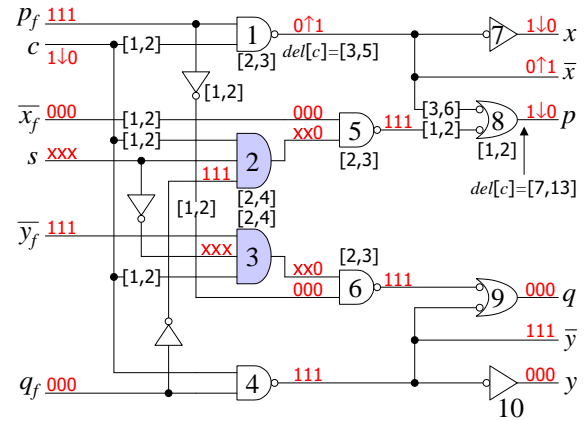 p_f 111 1 0↑1 7 1↓0 x
c 1↓0 [1,2] [2,3] del[c]=[3,5] 0↑1 x̅
[1,2]
x̅_f 000 [1,2] 000 5 111 [3,6] 8 1↓0 p
[1,2] xx0 [1,2]
s xxx 2 [2,3] [1,2]
111 del[c]=[7,13]
[1,2] [2,4]
y̅_f 111 [2,4]
xxx 3 xx0 [2,3]
[1,2] 000 6 111 9 000 q
111 y̅
q_f 000 4 111 000 y
10